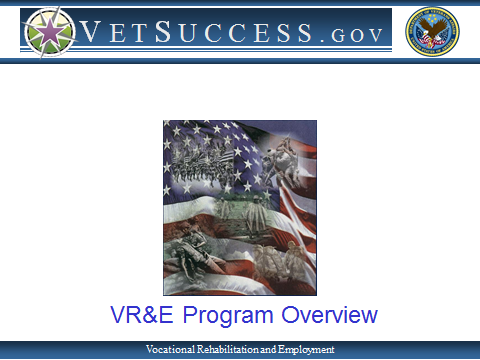 VETSUCCESS.GOV
VR&E Program Overview
Vocational Rehabilitation and Employment